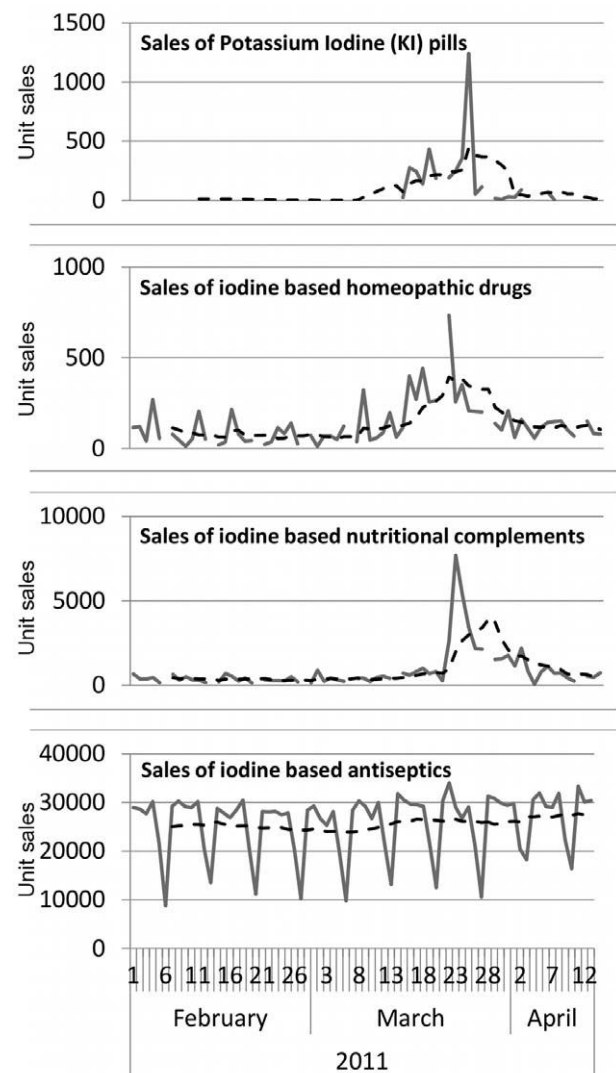 Sales of Potassium Iodine (KI) pills
1500
1000
500
0
Unit sales
Sales of iodine based homeopathic drugs
1000
500
0
Unit sales
Sales of iodine based nutritional complements
10000
5000
0
Unit sales
Sales of iodine based antiseptics
40000
30000
20000
10000
0
Unit sales
1 6 11 16 21 26 3 8 13 18 23 28 2 7 12
February March April
2011